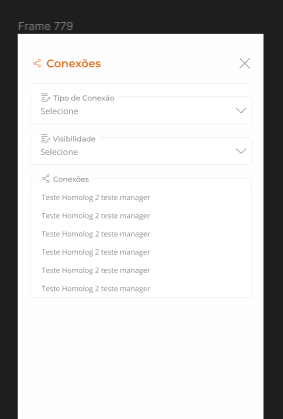 Frame 779
Conexões
Tipo de Conexão
Selecione
Visibilidade
Selecione
Conexões
Teste Homolog 2 teste manager
Teste Homolog 2 teste manager
Teste Homolog 2 teste manager
Teste Homolog 2 teste manager
Teste Homolog 2 teste manager
Teste Homolog 2 teste manager